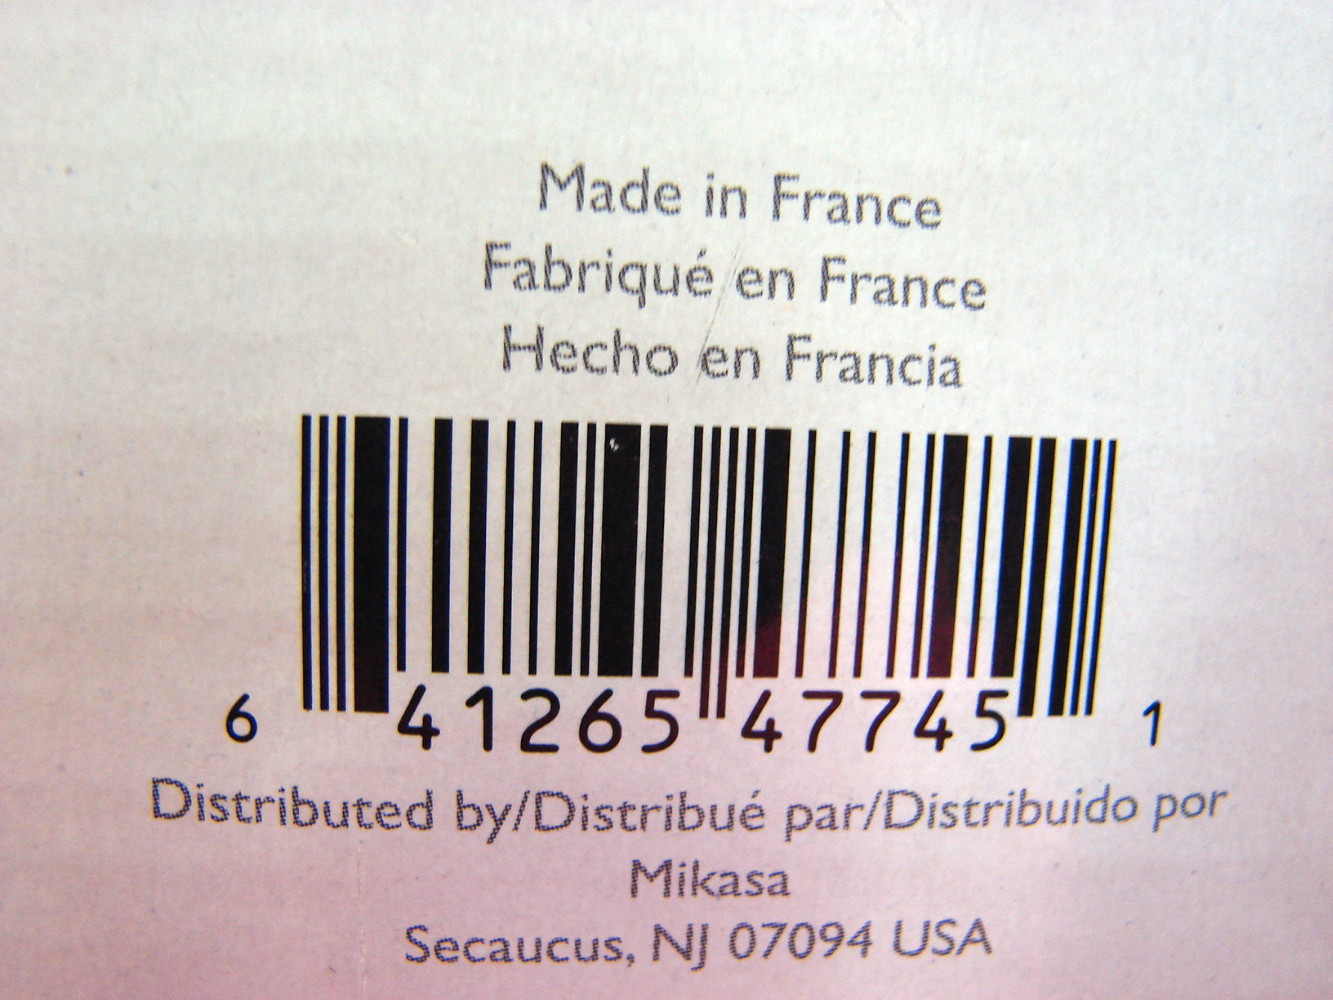 Made in France
Fabriqué en France
Hecho en Francia
6 41265 47745 1
Distributed by/Distribué par/Distribuido por
Mikasa
Secaucus, NJ 07094 USA